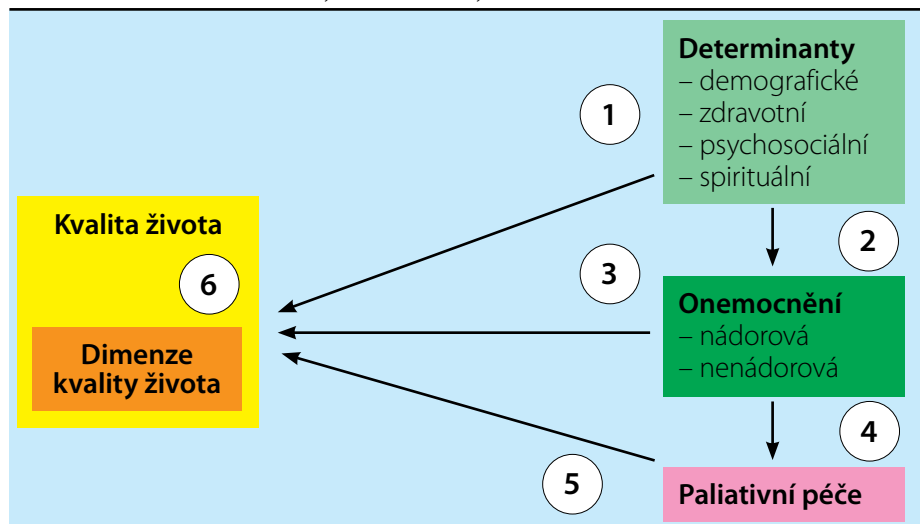 Determinanty
– demografické
– zdravotní
– psychosociální
– spirituální
1
2
Kvalita života
6
3
Onemocnění
– nádorová
– nenádorová
Dimenze
kvality života
4
5
Paliativní péče